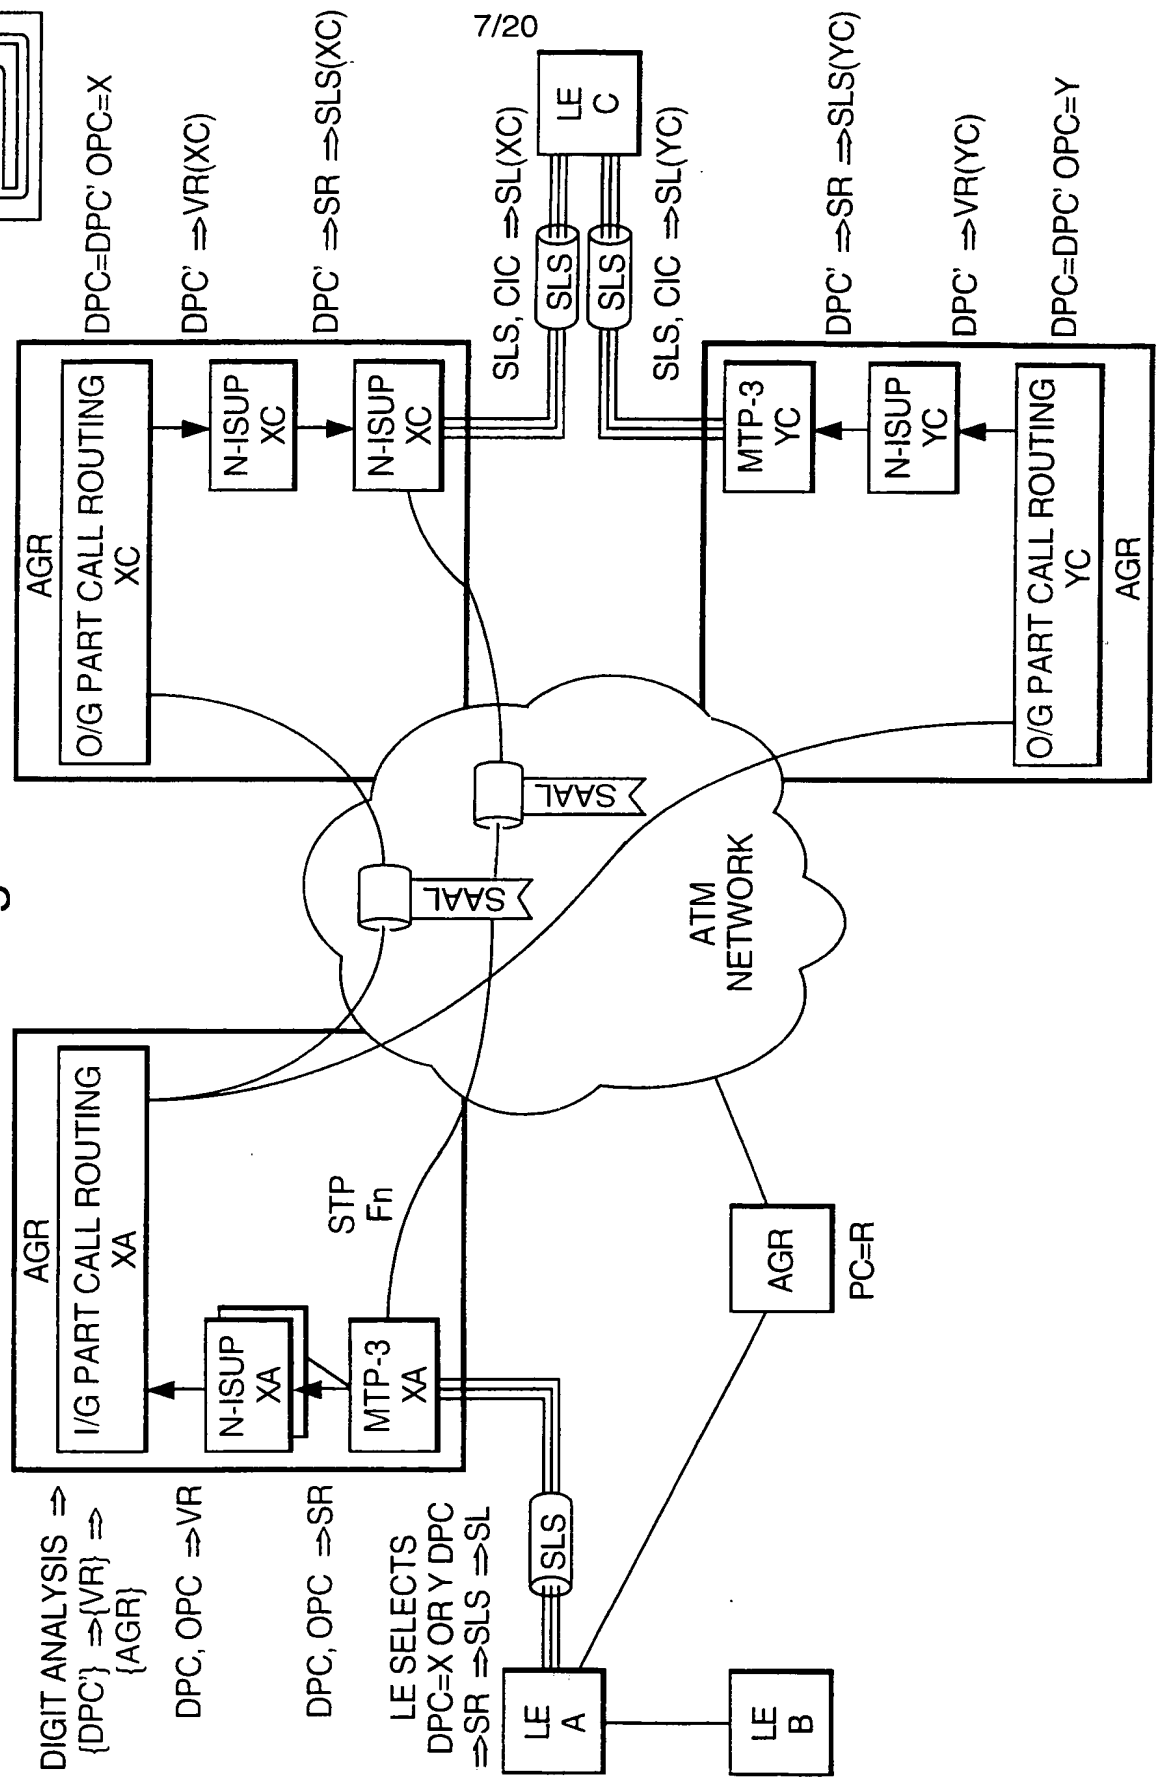 7/20
AGR
I/G PART CALL ROUTING
XA
N-ISUP
XA
MTP-3
XA
STP
Fn
DIGIT ANALYSIS ⇒
{DPC'} ⇒{VR} ⇒
{AGR}
DPC, OPC ⇒VR
DPC, OPC ⇒SR
LE SELECTS
DPC=X OR Y DPC
⇒SR ⇒SLS ⇒SL
SLS
LE
A
LE
B
AGR
PC=R
ATM
NETWORK
SAAL
SAAL
AGR
O/G PART CALL ROUTING
XC
N-ISUP
XC
N-ISUP
XC
DPC=DPC' OPC=X
DPC' ⇒VR(XC)
DPC' ⇒SR ⇒SLS(XC)
SLS, CIC ⇒SL(XC)
SLS
SLS
LE
C
SLS, CIC ⇒SL(YC)
MTP-3
YC
N-ISUP
YC
O/G PART CALL ROUTING
YC
AGR
DPC' ⇒SR ⇒SLS(YC)
DPC' ⇒VR(YC)
DPC=DPC' OPC=Y